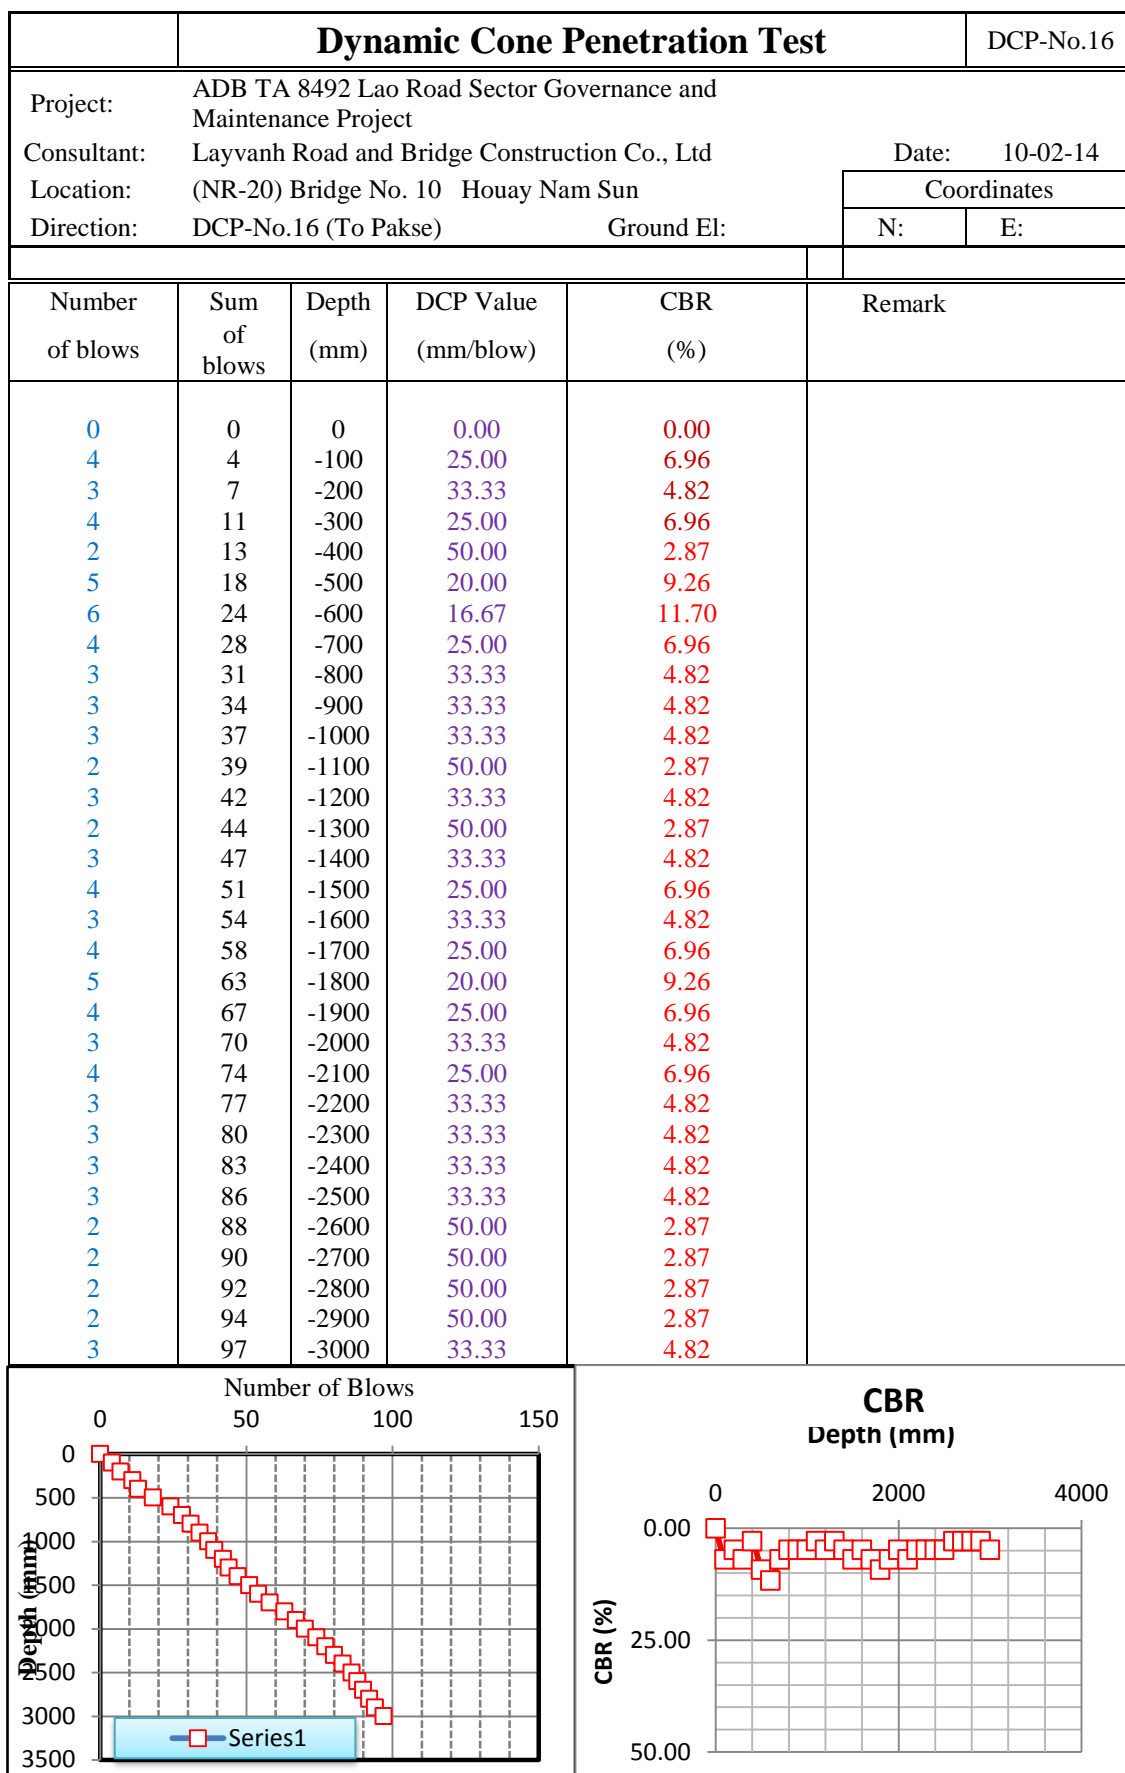 Dynamic Cone Penetration Test DCP-No.16
Project: ADB TA 8492 Lao Road Sector Governance and
Maintenance Project
Consultant: Layvanh Road and Bridge Construction Co., Ltd Date: 10-02-14
Location: (NR-20) Bridge No. 10 Houay Nam Sun Coordinates
Direction: DCP-No.16 (To Pakse) Ground El: N: E:
Number of blows Sum of blows Depth (mm) DCP Value (mm/blow) CBR (%) Remark
0 0 0 0.00 0.00
4 4 -100 25.00 6.96
3 7 -200 33.33 4.82
4 11 -300 25.00 6.96
2 13 -400 50.00 2.87
5 18 -500 20.00 9.26
6 24 -600 16.67 11.70
4 28 -700 25.00 6.96
3 31 -800 33.33 4.82
3 34 -900 33.33 4.82
3 37 -1000 33.33 4.82
2 39 -1100 50.00 2.87
3 42 -1200 33.33 4.82
2 44 -1300 50.00 2.87
3 47 -1400 33.33 4.82
4 51 -1500 25.00 6.96
3 54 -1600 33.33 4.82
4 58 -1700 25.00 6.96
5 63 -1800 20.00 9.26
4 67 -1900 25.00 6.96
3 70 -2000 33.33 4.82
4 74 -2100 25.00 6.96
3 77 -2200 33.33 4.82
3 80 -2300 33.33 4.82
3 83 -2400 33.33 4.82
3 86 -2500 33.33 4.82
2 88 -2600 50.00 2.87
2 90 -2700 50.00 2.87
2 92 -2800 50.00 2.87
2 94 -2900 50.00 2.87
3 97 -3000 33.33 4.82
Number of Blows
0 50 100 150
0
500
1000
1500
2000
2500
3000
3500
Depth (mm)
Series1
CBR
Depth (mm)
0 2000 4000
0.00
25.00
50.00
CBR (%)